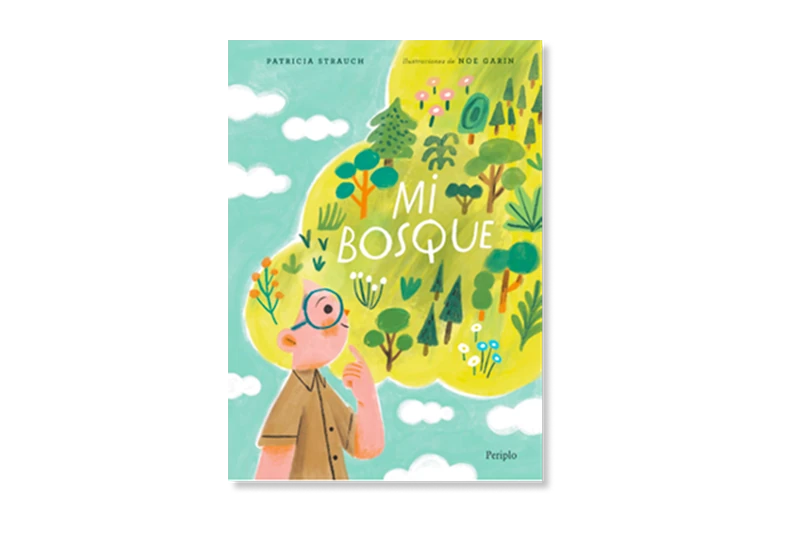 PATRICIA STRAUCH
ilustraciones de NOE GARIN
MI
BOSQUE
Periplo